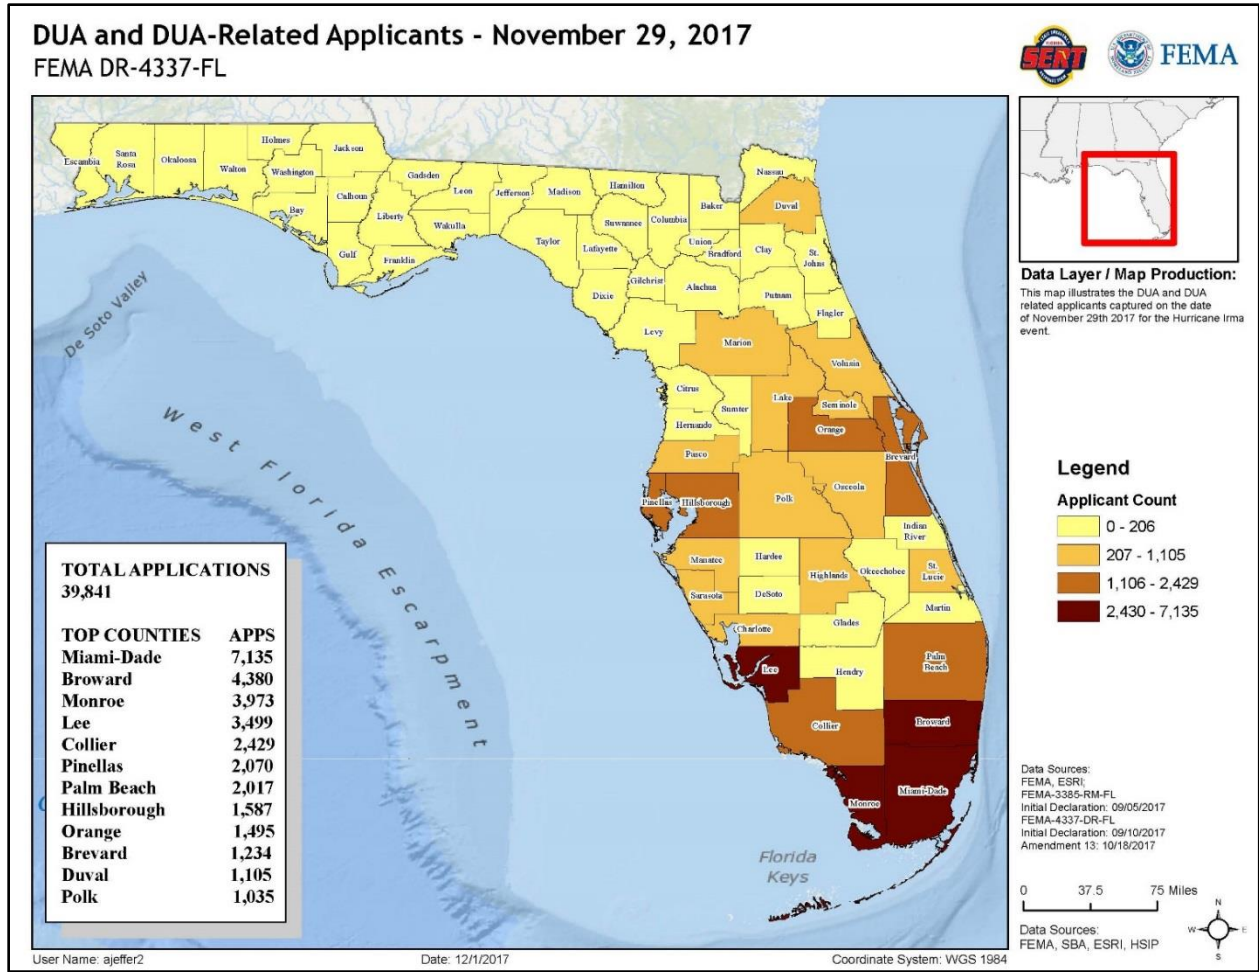 DUA and DUA-Related Applicants - November 29, 2017
FEMA DR-4337-FL
SERT
FEMA
Holmes
Jackson
Escambia
Santa
Rosa
Okaloosa
Walton
Washington
Bay
Calhoun
Gulf
Liberty
Franklin
Gadsden
Leon
Wakulla
Jefferson
Madison
Taylor
Hamilton
Suwannee
Lafayette
Dixie
Columbia
Gilchrist
Baker
Union
Bradford
Alachua
Levy
Nassau
Duval
Clay
St.
Johns
Putnam
Flagler
Marion
Volusia
Citrus
Sumter
Hernando
Lake
Seminole
Orange
Brevard
Pasco
Pinellas
Hillsborough
Polk
Osceola
Indian
River
Manatee
Hardee
Highlands
Okeechobee
St.
Lucie
Sarasota
DeSoto
Martin
Charlotte
Glades
Lee
Hendry
Palm
Beach
Collier
Broward
Monroe
Miami-Dade
De Soto Valley
West Florida Escarpment
Florida
Keys
TOTAL APPLICATIONS
39,841
TOP COUNTIES APPS
Miami-Dade 7,135
Broward 4,380
Monroe 3,973
Lee 3,499
Collier 2,429
Pinellas 2,070
Palm Beach 2,017
Hillsborough 1,587
Orange 1,495
Brevard 1,234
Duval 1,105
Polk 1,035
Data Layer / Map Production:
This map illustrates the DUA and DUA
related applicants captured on the date
of November 29th 2017 for the Hurricane Irma
event.
Legend
Applicant Count
0 - 206
207 - 1,105
1,106 - 2,429
2,430 - 7,135
Data Sources:
FEMA, ESRI;
FEMA-3385-RM-FL
Initial Declaration: 09/05/2017
FEMA-4337-DR-FL
Initial Declaration: 09/10/2017
Amendment 13: 10/18/2017
0 37.5 75 Miles
Data Sources:
FEMA, SBA, ESRI, HSIP
N
W E
S
User Name: ajeffer2
Date: 12/1/2017
Coordinate System: WGS 1984